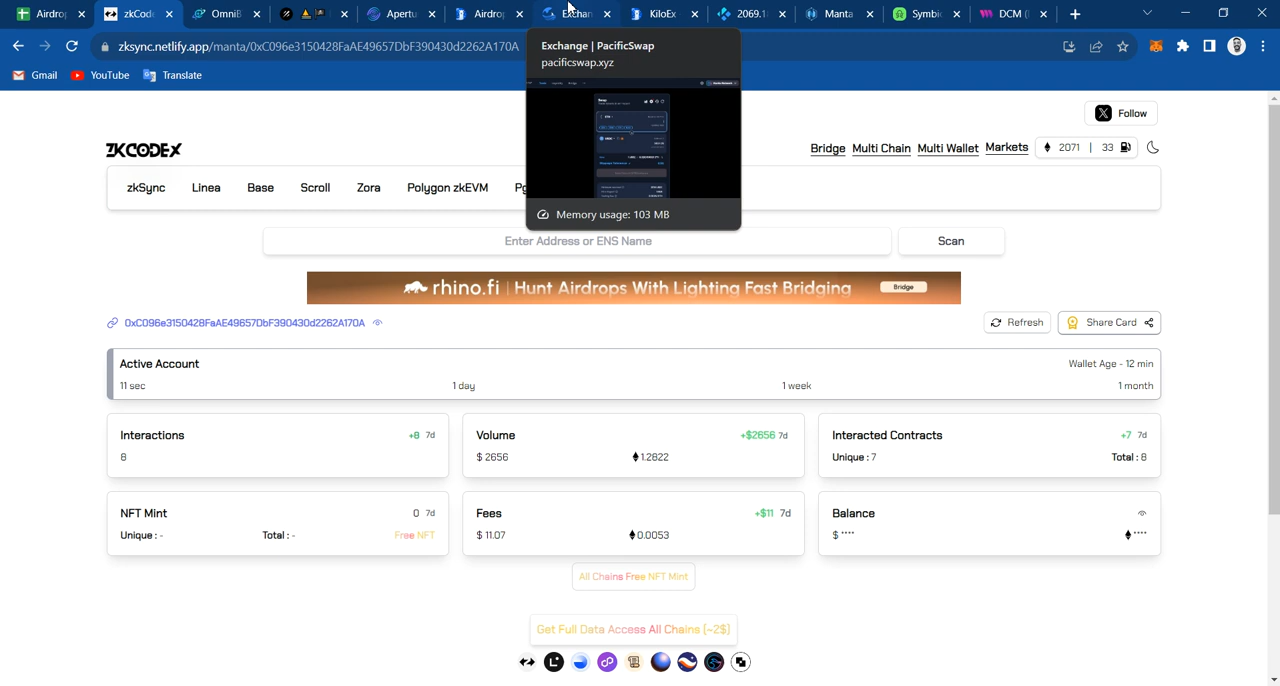 Airdrop
zkCode
OmniB
Apertu
Airdrop
Exchan
KiloEx
2069.1
Manta
Symbio
DCM (
zksync.netlify.app/manta/0xC096e3150428FaAE49657DbF390430d2262A170A
Gmail
YouTube
Translate
Exchange | PacificSwap
pacificswap.xyz
Memory usage: 103 MB
Follow
ZKCODEX
Bridge Multi Chain Multi Wallet Markets 2071 | 33
zkSync Linea Base Scroll Zora Polygon zkEVM
Enter Address or ENS Name
Scan
rhino.fi | Hunt Airdrops With Lighting Fast Bridging
Bridge
0xC096e3150428FaAE49657DbF390430d2262A170A
Refresh
Share Card
Active Account
Wallet Age - 12 min
11 sec 1 day 1 week 1 month
Interactions +8 7d
8
Volume +$2656 7d
$ 2656 1.2822
Interacted Contracts +7 7d
Unique : 7 Total : 8
NFT Mint 0 7d
Unique : - Total : - Free NFT
Fees +$11 7d
$ 11.07 0.0053
Balance
$ **** ****
All Chains Free NFT Mint
Get Full Data Access All Chains [~2$]